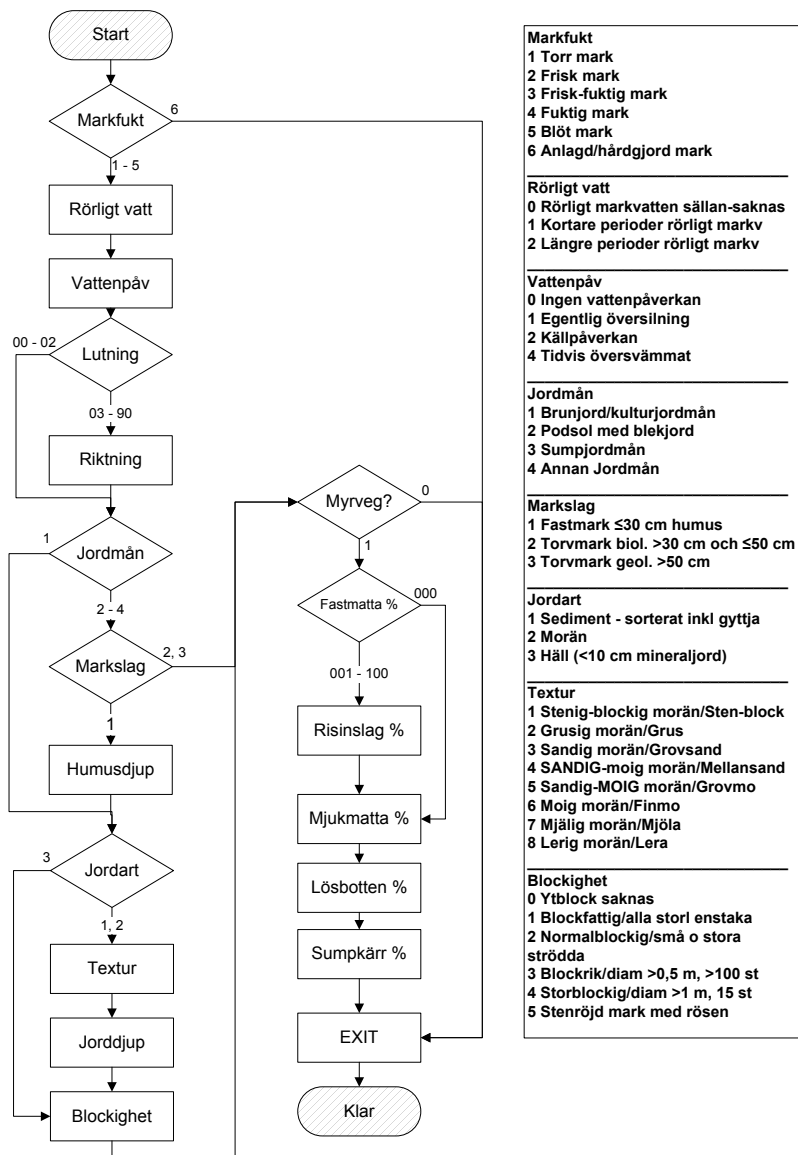 Start
Markfukt
6
1 - 5
Rörligt vatt
Vattenpåv
00 - 02
Lutning
03 - 90
Riktning
1
Jordmån
2 - 4
Markslag
2, 3
1
Humusdjup
3
Jordart
1, 2
Textur
Jorddjup
Blockighet
Myrveg?
0
1
Fastmatta %
000
001 - 100
Risinslag %
Mjukmatta %
Lösbotten %
Sumpkärr %
EXIT
Klar
Markfukt
1 Torr mark
2 Frisk mark
3 Frisk-fuktig mark
4 Fuktig mark
5 Blöt mark
6 Anlagd/hårdgjord mark
Rörligt vatt
0 Rörligt markvatten sällan-saknas
1 Kortare perioder rörligt markv
2 Längre perioder rörligt markv
Vattenpåv
0 Ingen vattenpåverkan
1 Egentlig översilning
2 Källpåverkan
4 Tidvis översvämmat
Jordmån
1 Brunjord/kulturjordmån
2 Podsol med blekjord
3 Sumpjordmån
4 Annan Jordmån
Markslag
1 Fastmark ≤30 cm humus
2 Torvmark biol. >30 cm och ≤50 cm
3 Torvmark geol. >50 cm
Jordart
1 Sediment - sorterat inkl gyttja
2 Morän
3 Häll (<10 cm mineraljord)
Textur
1 Stenig-blockig morän/Sten-block
2 Grusig morän/Grus
3 Sandig morän/Grovsand
4 SANDIG-moig morän/Mellansand
5 Sandig-MOIG morän/Grovmo
6 Moig morän/Finmo
7 Mjälig morän/Mjöla
8 Lerig morän/Lera
Blockighet
0 Ytblock saknas
1 Blockfattig/alla storl enstaka
2 Normalblockig/små o stora
strödda
3 Blockrik/diam >0,5 m, >100 st
4 Storblockig/diam >1 m, 15 st
5 Stenröjd mark med rösen